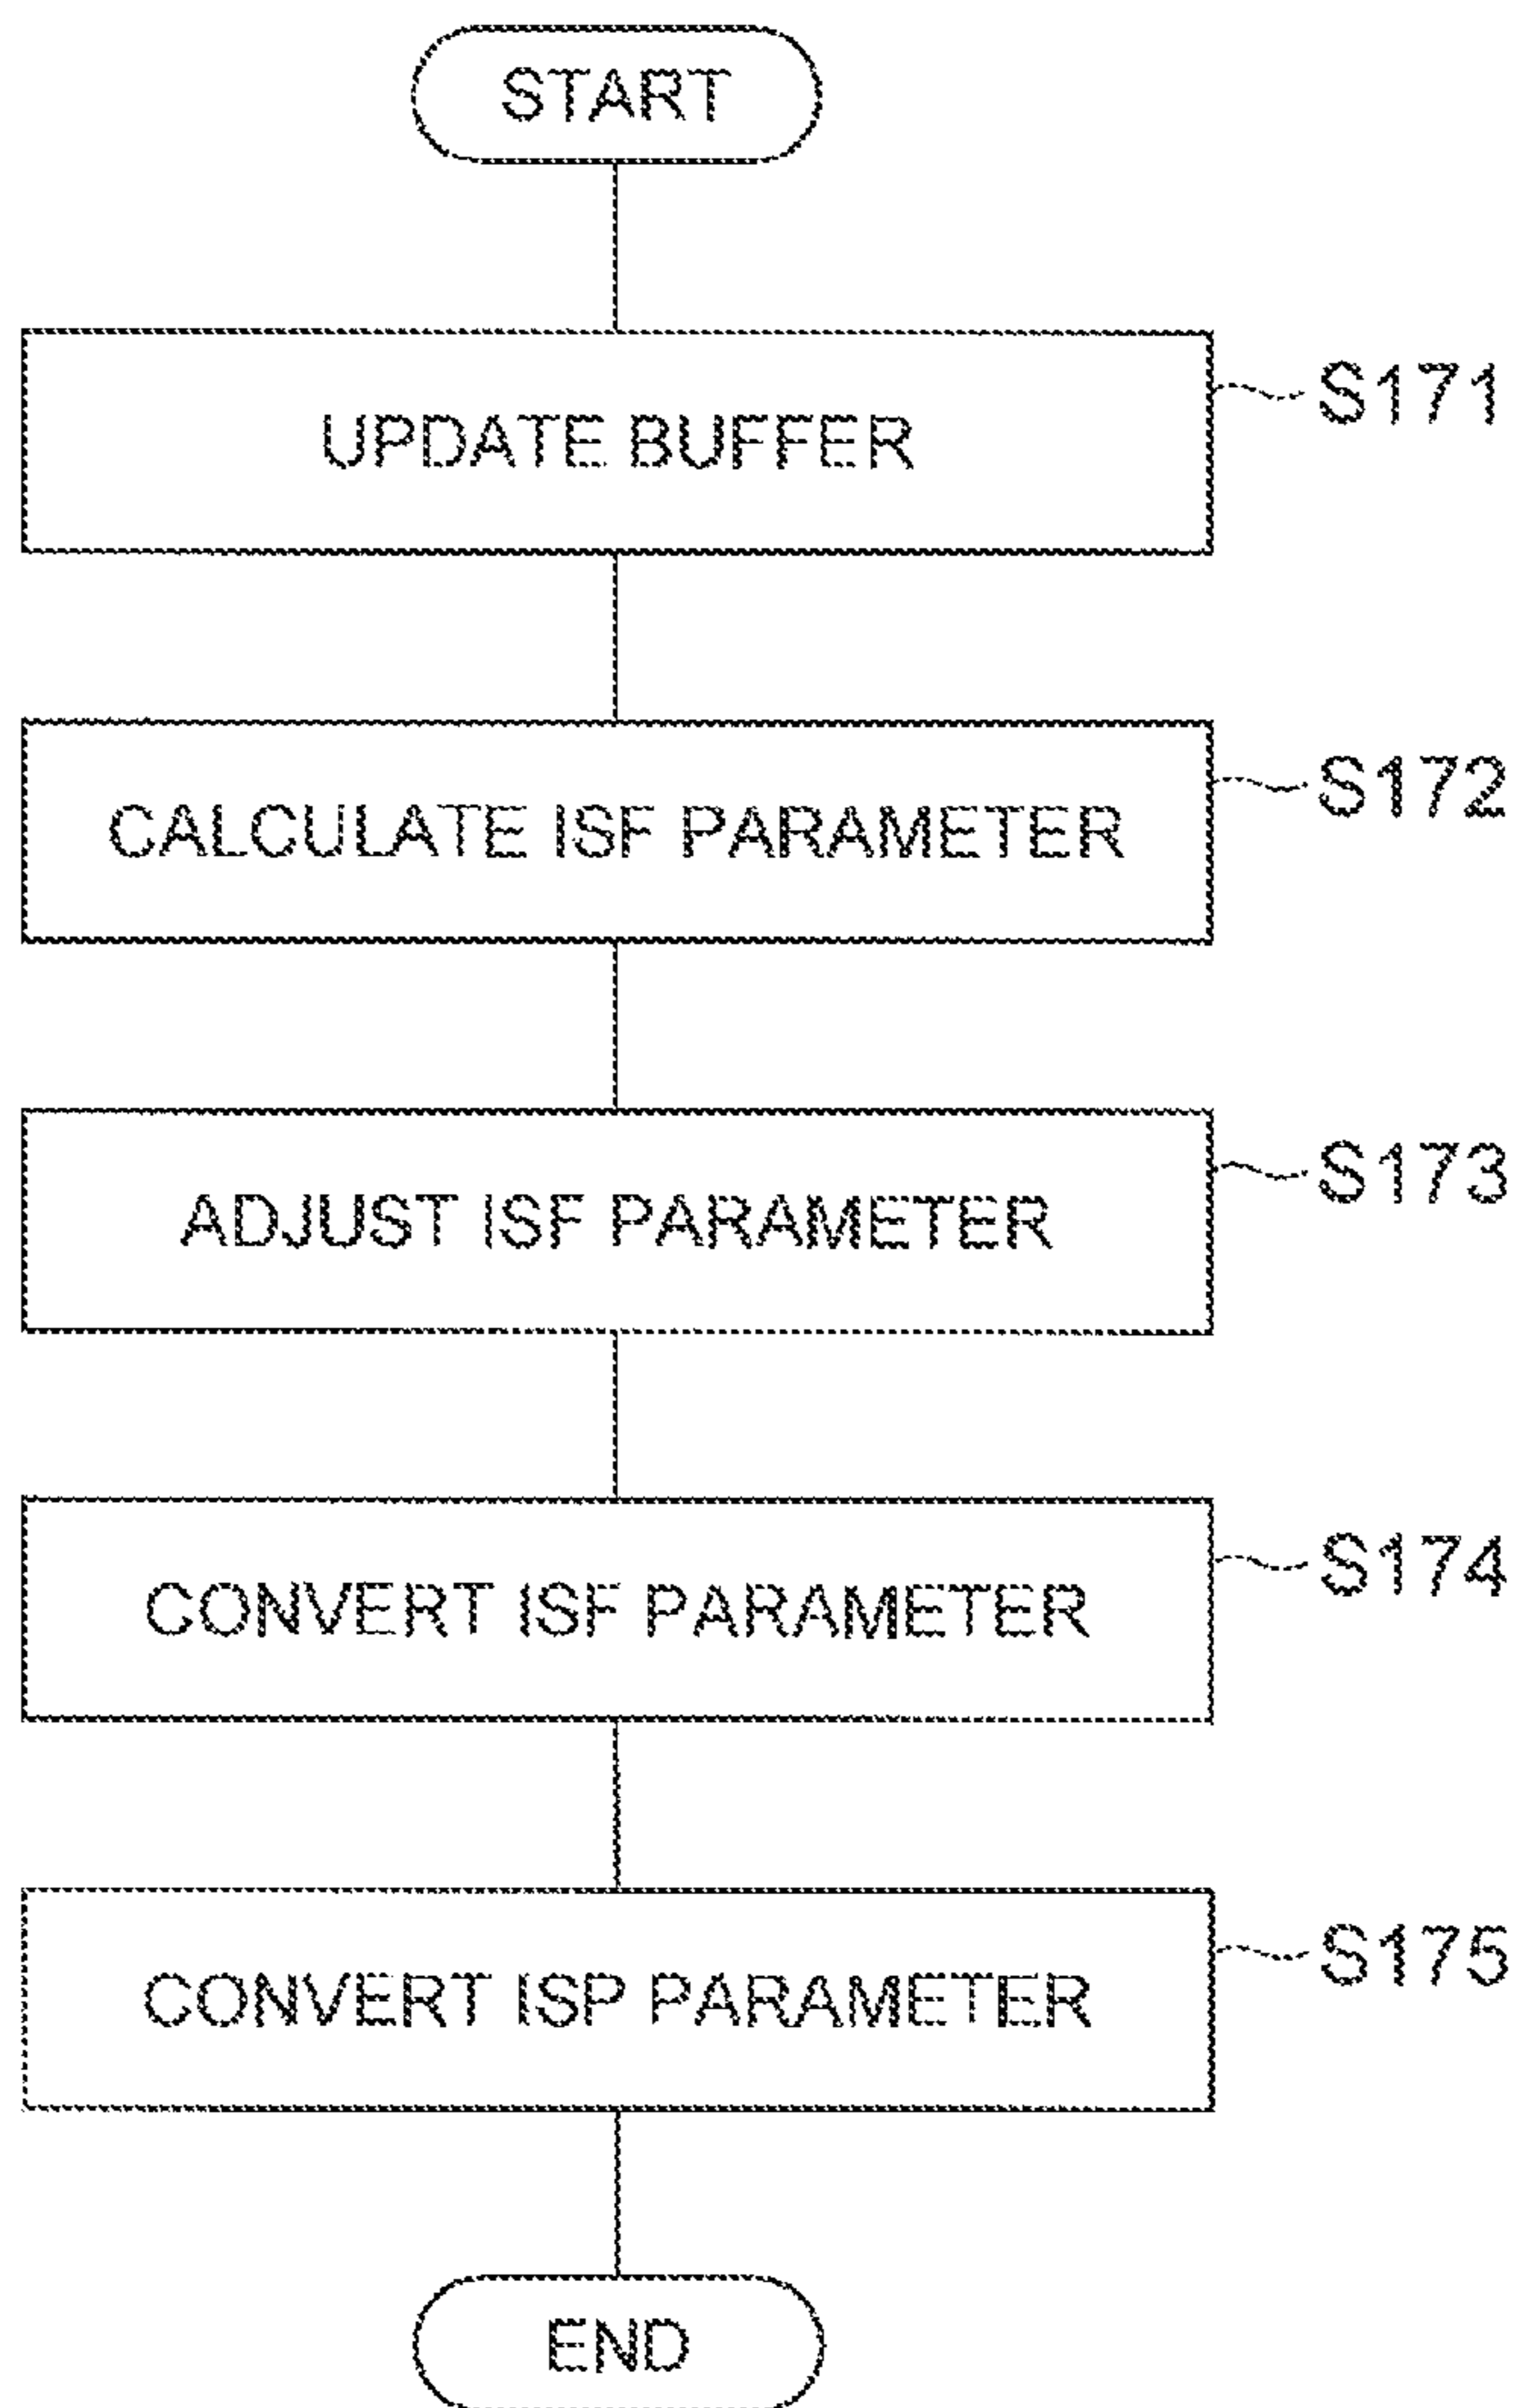 START
UPDATE BUFFER
S171
CALCULATE ISF PARAMETER
S172
ADJUST ISF PARAMETER
S173
CONVERT ISF PARAMETER
S174
CONVERT ISP PARAMETER
S175
END